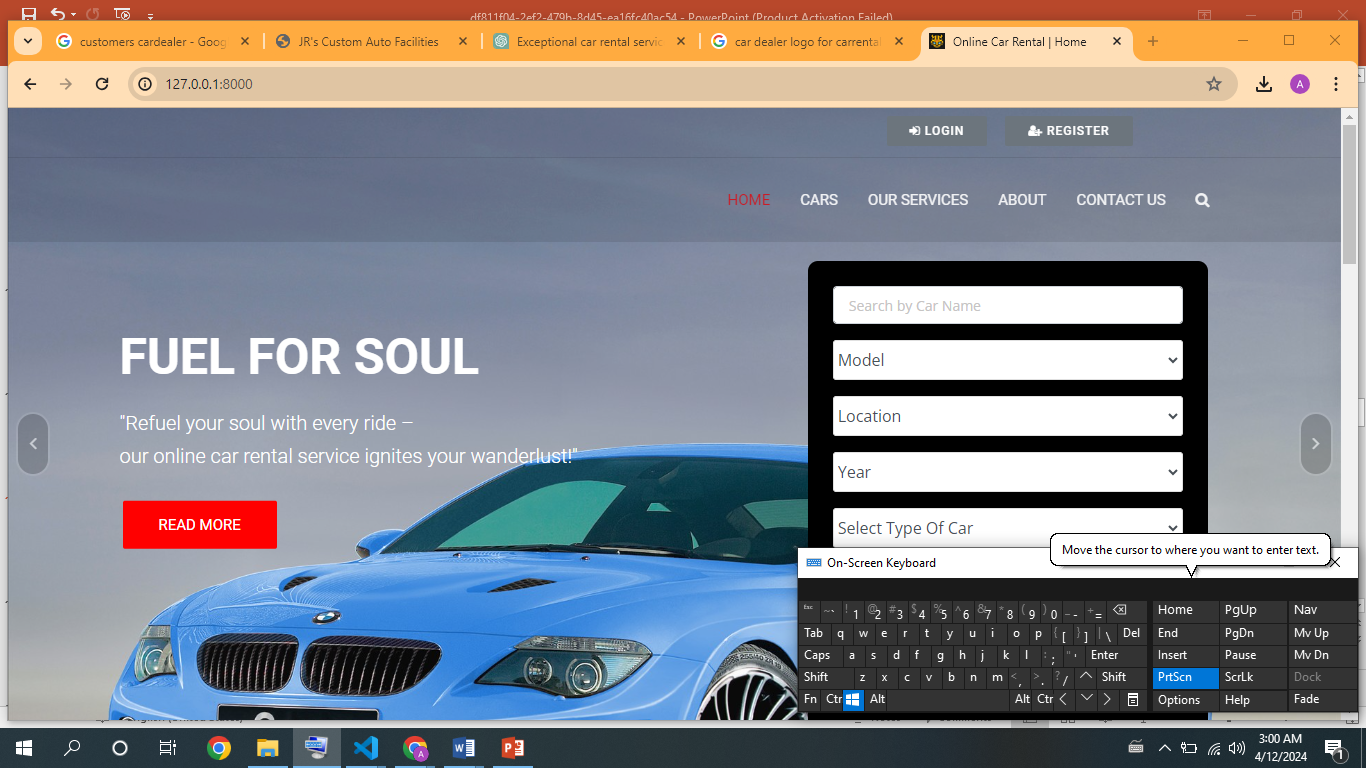 df811f04-2ef2-479b-8d45-ea16fc40ac54 - PowerPoint (Product Activation Failed)
customers cardealer - Goog
JR's Custom Auto Facilities
Exceptional car rental servic
car dealer logo for carrental
Online Car Rental | Home
127.0.0.1:8000
A
LOGIN
REGISTER
HOME
CARS
OUR SERVICES
ABOUT
CONTACT US
Search by Car Name
Model
Location
Year
Select Type Of Car
FUEL FOR SOUL
"Refuel your soul with every ride –
our online car rental service ignites your wanderlust!"
READ MORE
Move the cursor to where you want to enter text.
On-Screen Keyboard
Esc ~ ` ! 1 @ 2 # 3 $ 4 % 5 ^ 6 & 7 * 8 ( 9 ) 0 _ - + = Home PgUp Nav
Tab q w e r t y u i o p { [ } ] | \ Del End PgDn Mv Up
Caps a s d f g h j k l : ; " ' Enter Insert Pause Mv Dn
Shift z x c v b n m < , > . ? / Shift PrtScn ScrLk Dock
Fn Ctr Alt Alt Ctr Options Help Fade
3:00 AM
4/12/2024
1